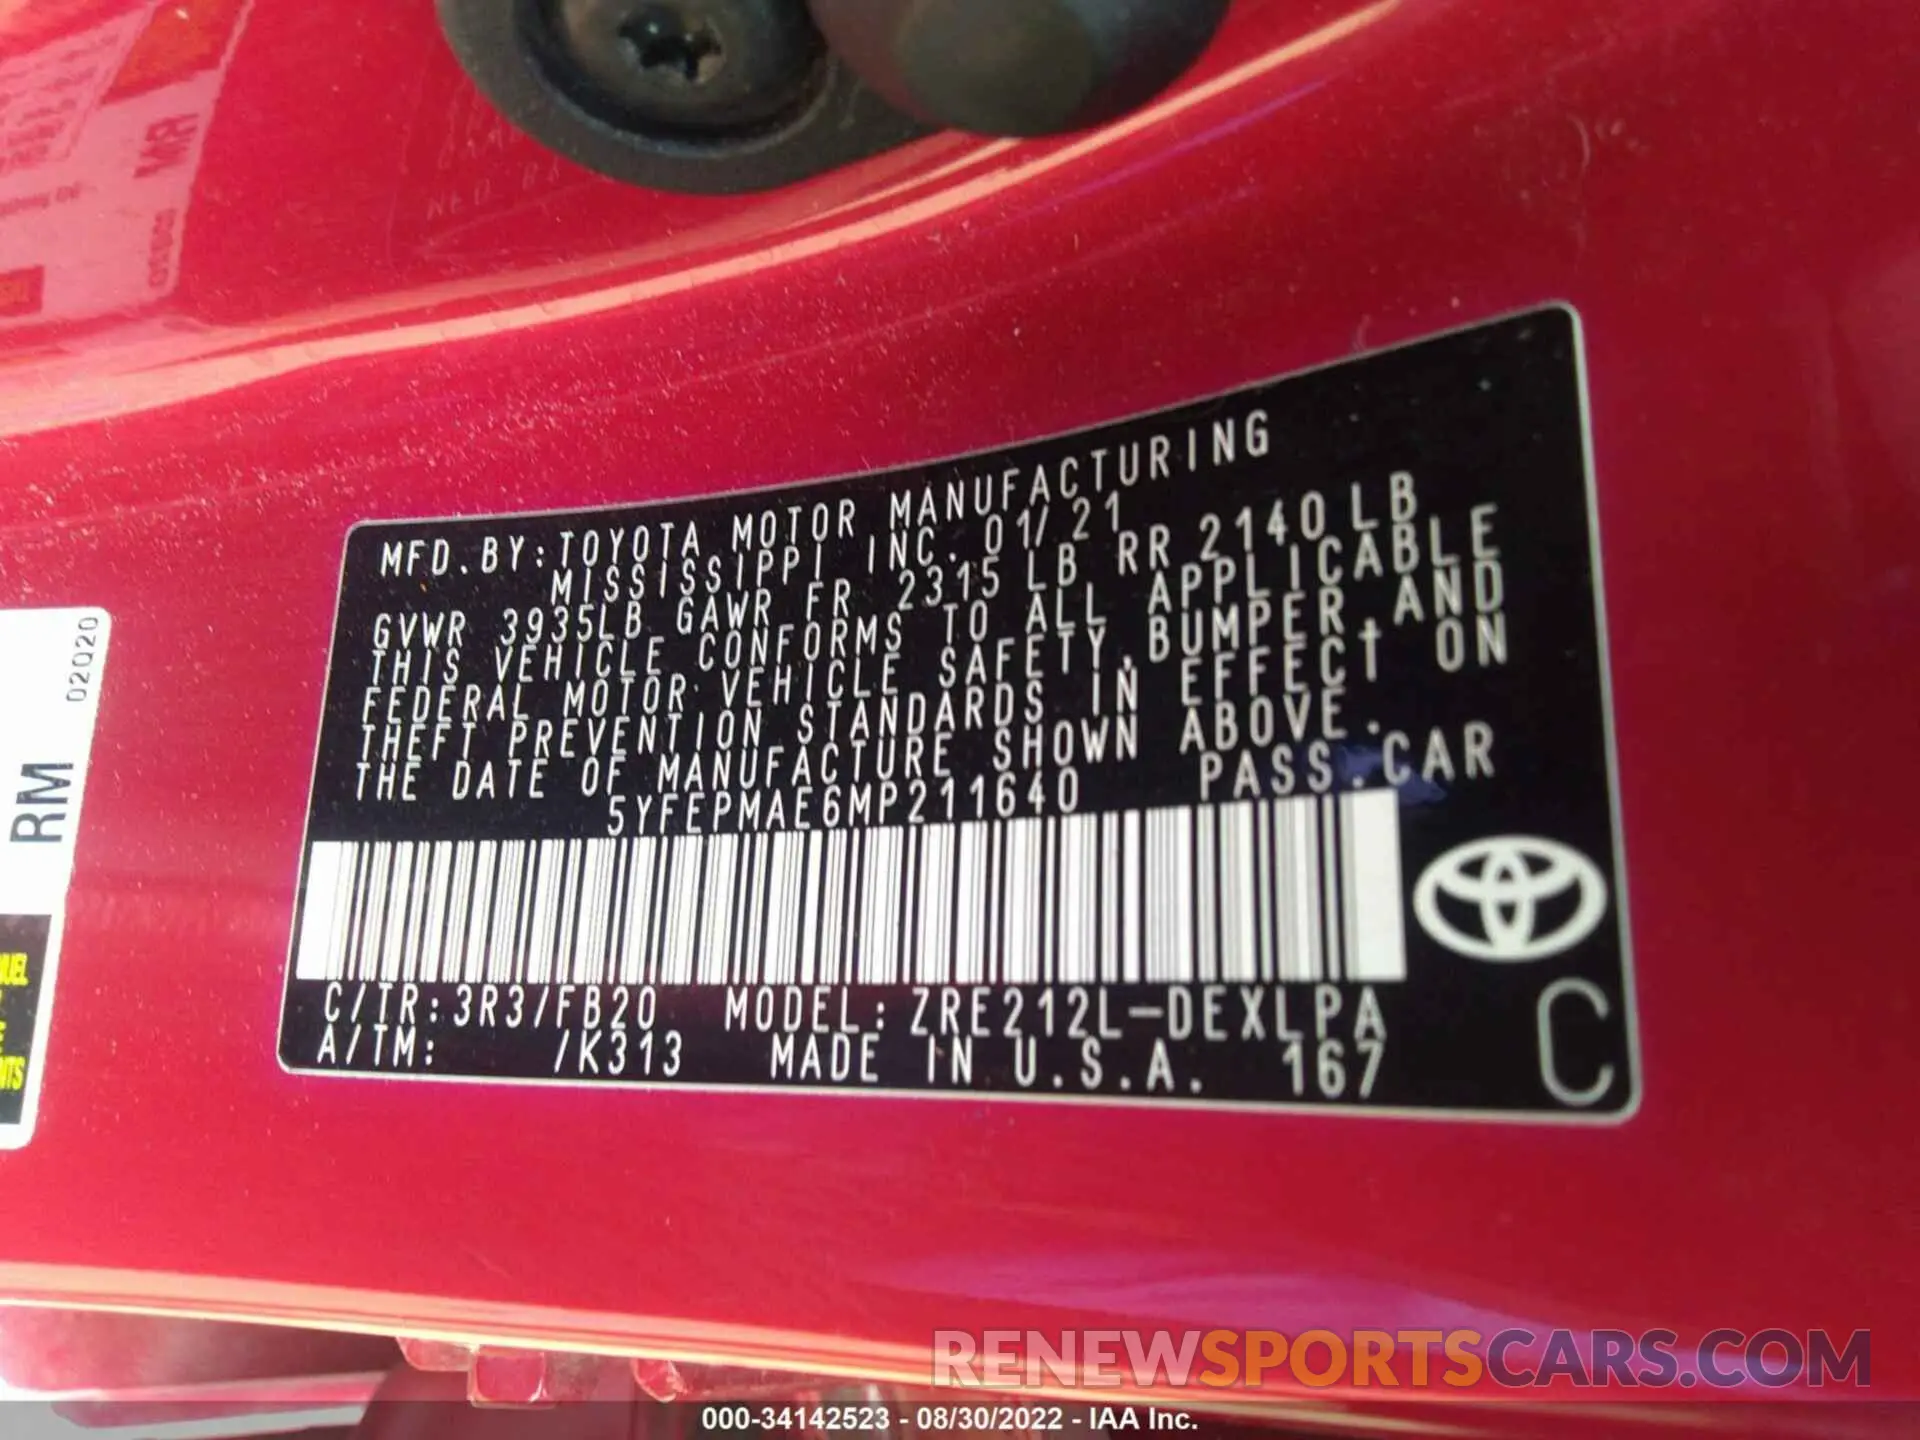 MFD.BY:TOYOTA MOTOR MANUFACTURING
MISSISSIPPI INC. 01/21
GVWR 3935LB GAWR FR 2315LB RR 2140LB
THIS VEHICLE CONFORMS TO ALL APPLICABLE
FEDERAL MOTOR VEHICLE SAFETY,BUMPER,AND
THEFT PREVENTION STANDARDS IN EFFECT ON
THE DATE OF MANUFACTURE SHOWN ABOVE.
5YFEPMAE6MP211640 PASS.CAR
C/TR:3R3/FB20 MODEL:ZRE212L-DEXLPA
A/TM: /K313 MADE IN U.S.A. 167
C
02Q20
RM
RENEWSPORTSCARS.COM
000-34142523 - 08/30/2022 - IAA Inc.